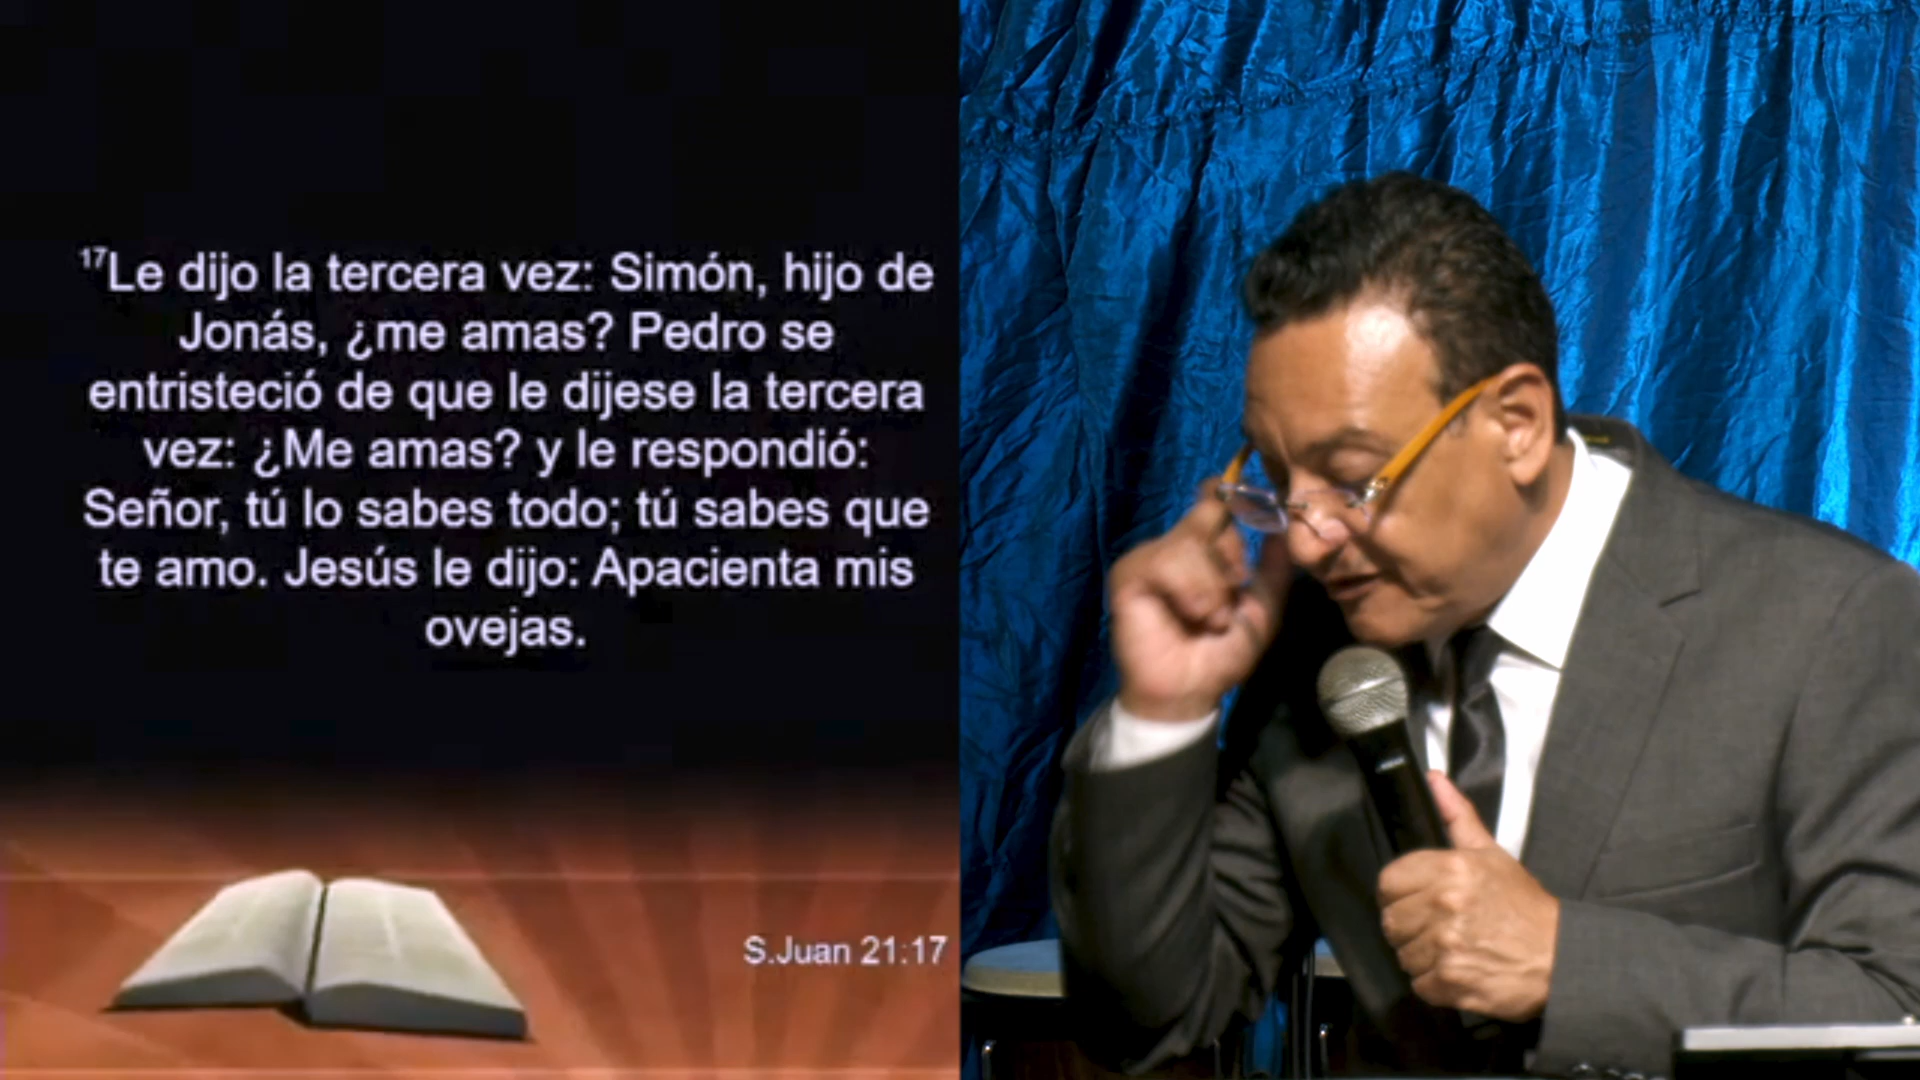 17Le dijo la tercera vez: Simón, hijo de
Jonás, ¿me amas? Pedro se
entristeció de que le dijese la tercera
vez: ¿Me amas? y le respondió:
Señor, tú lo sabes todo; tú sabes que
te amo. Jesús le dijo: Apacienta mis
ovejas.
S.Juan 21:17